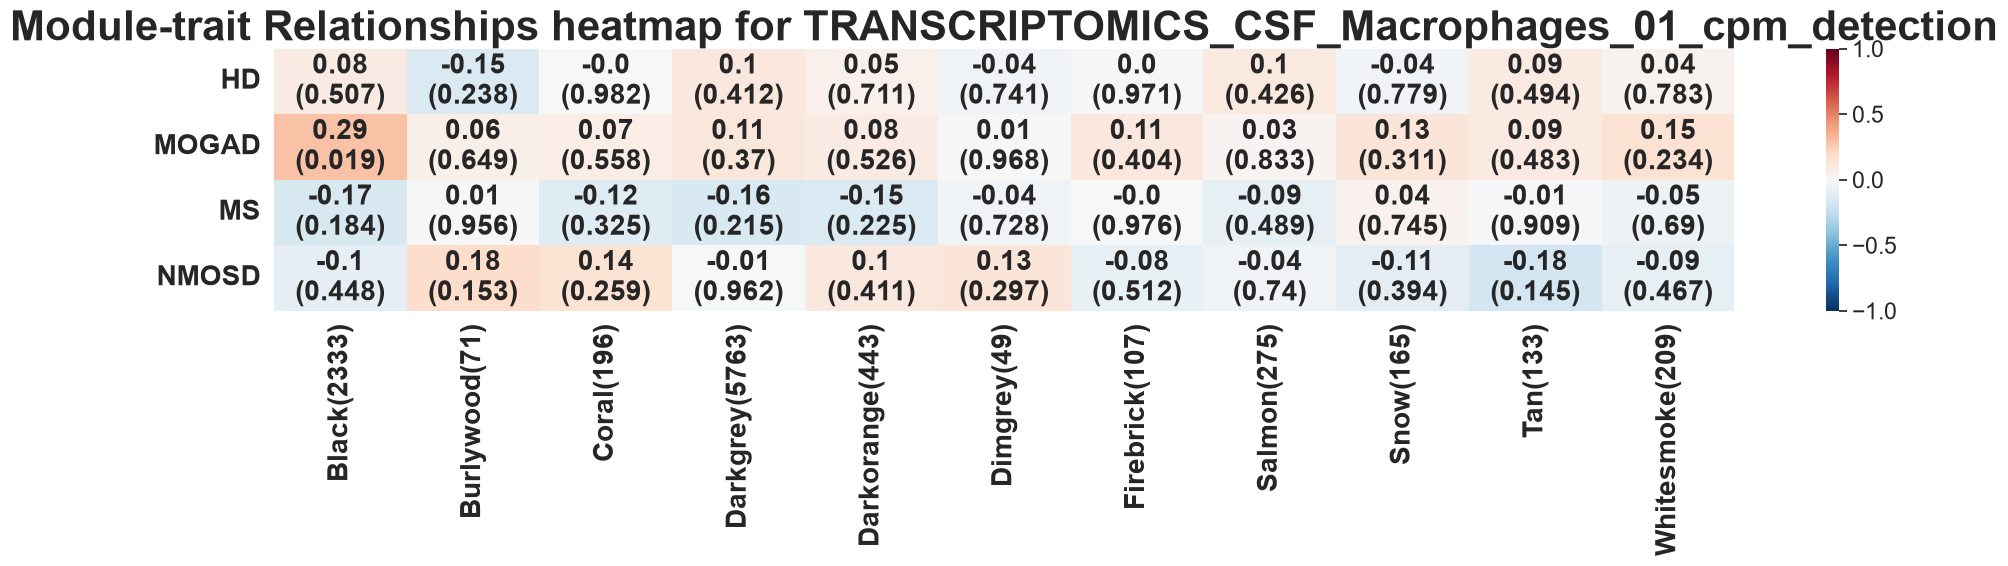 Module-trait Relationships heatmap for TRANSCRIPTOMICS_CSF_Macrophages_01_cpm_detection
HD 0.08 -0.15 -0.0 0.1 0.05 -0.04 0.0 0.1 -0.04 0.09 0.04
(0.507) (0.238) (0.982) (0.412) (0.711) (0.741) (0.971) (0.426) (0.779) (0.494) (0.783)
MOGAD 0.29 0.06 0.07 0.11 0.08 0.01 0.11 0.03 0.13 0.09 0.15
(0.019) (0.649) (0.558) (0.37) (0.526) (0.968) (0.404) (0.833) (0.311) (0.483) (0.234)
MS -0.17 0.01 -0.12 -0.16 -0.15 -0.04 -0.0 -0.09 0.04 -0.01 -0.05
(0.184) (0.956) (0.325) (0.215) (0.225) (0.728) (0.976) (0.489) (0.745) (0.909) (0.69)
NMOSD -0.1 0.18 0.14 -0.01 0.1 0.13 -0.08 -0.04 -0.11 -0.18 -0.09
(0.448) (0.153) (0.259) (0.962) (0.411) (0.297) (0.512) (0.74) (0.394) (0.145) (0.467)
Black(2333)
Burlywood(71)
Coral(196)
Darkgrey(5763)
Darkorange(443)
Dimgrey(49)
Firebrick(107)
Salmon(275)
Snow(165)
Tan(133)
Whitesmoke(209)
1.0
0.5
0.0
−0.5
−1.0